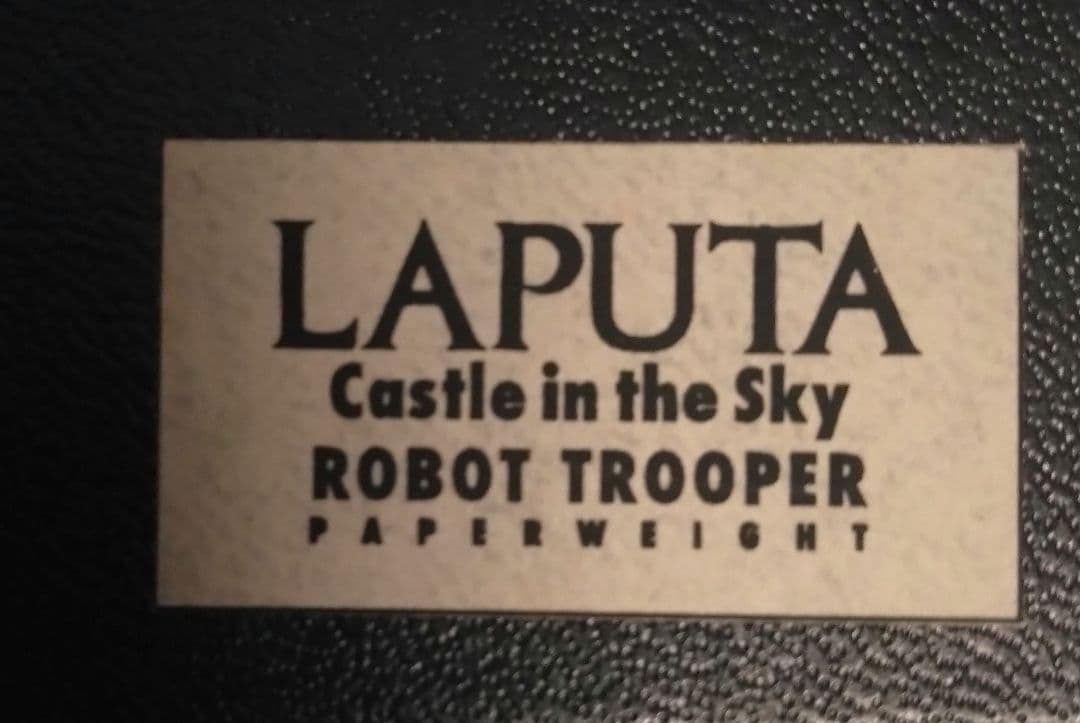 LAPUTA
Castle in the Sky
ROBOT TROOPER
PAPERWEIGHT